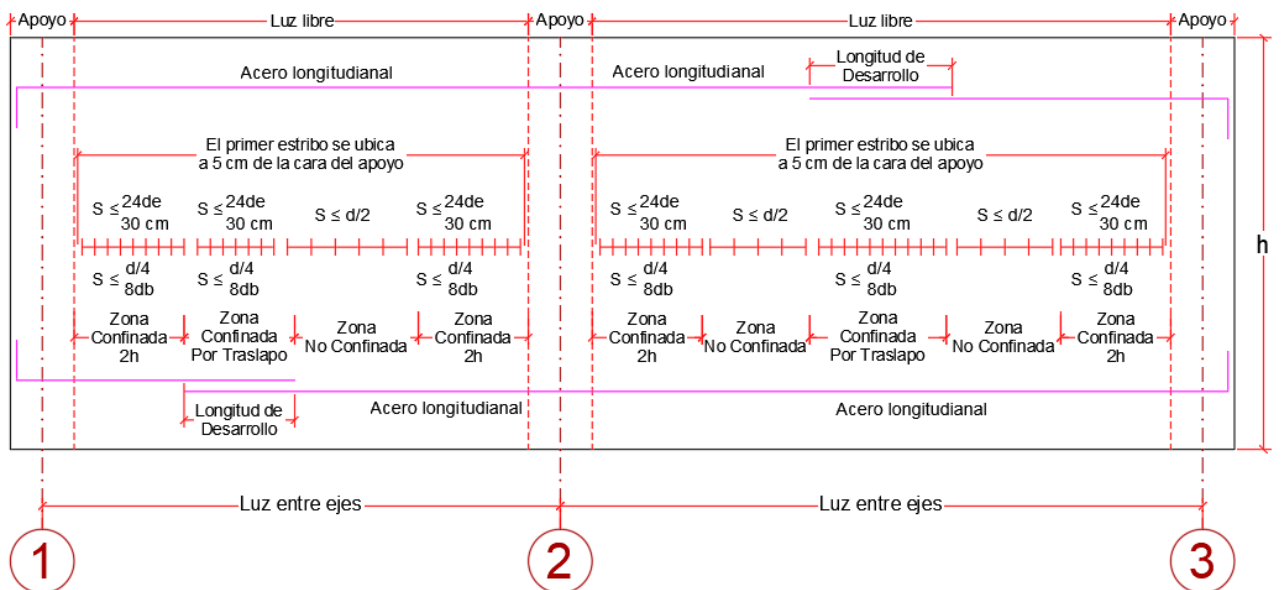 Apoyo
Luz libre
Apoyo
Luz libre
Apoyo
Acero longitudianal
Acero longitudianal
Longitud de
Desarrollo
El primer estribo se ubica
a 5 cm de la cara del apoyo
El primer estribo se ubica
a 5 cm de la cara del apoyo
S ≤ 24de
30 cm
S ≤ 24de
30 cm
S ≤ d/2
S ≤ 24de
30 cm
S ≤ 24de
30 cm
S ≤ d/2
S ≤ 24de
30 cm
S ≤ d/2
S ≤ 24de
30 cm
h
S ≤ d/4
8db
S ≤ d/4
8db
S ≤ d/4
8db
S ≤ d/4
8db
S ≤ d/4
8db
S ≤ d/4
8db
Zona
Confinada
2h
Zona
Confinada
Por Traslapo
Zona
No Confinada
Zona
Confinada
2h
Zona
Confinada
2h
Zona
No Confinada
Zona
Confinada
Por Traslapo
Zona
No Confinada
Zona
Confinada
2h
Longitud de
Desarrollo
Acero longitudianal
Acero longitudianal
Luz entre ejes
Luz entre ejes
1
2
3